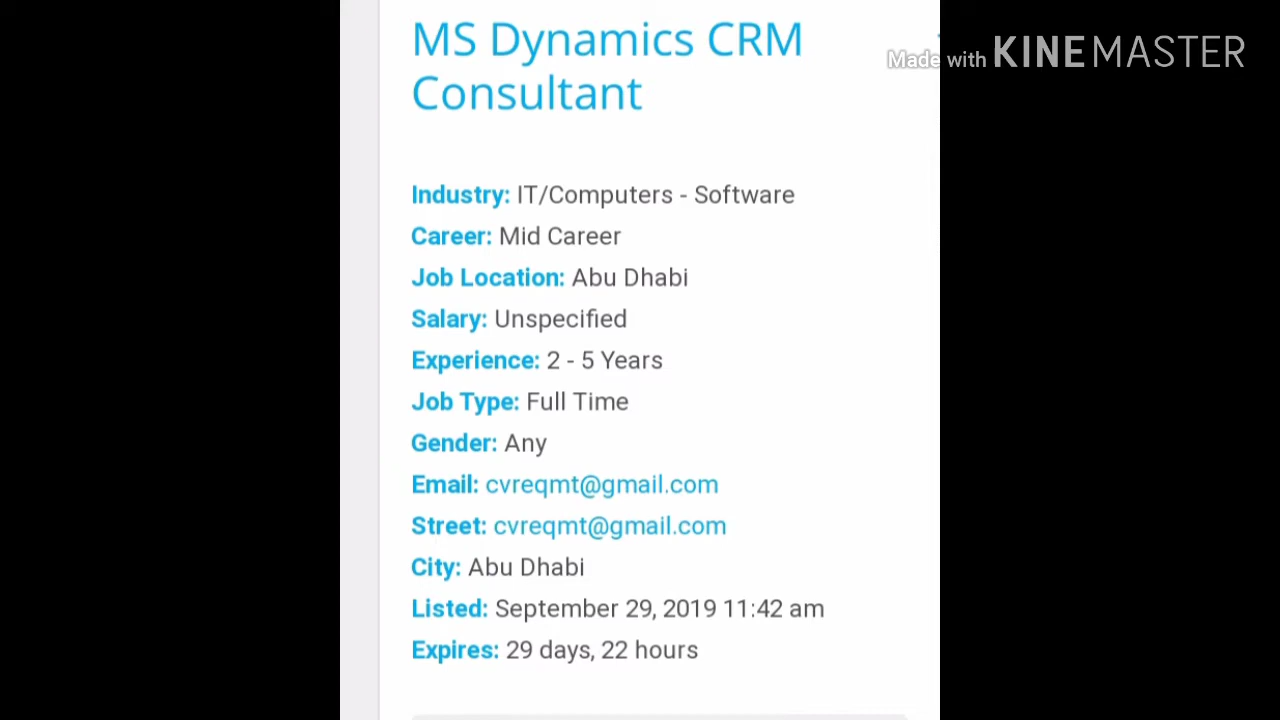 MS Dynamics CRM
Consultant
Made with KINEMASTER
Industry: IT/Computers - Software
Career: Mid Career
Job Location: Abu Dhabi
Salary: Unspecified
Experience: 2 - 5 Years
Job Type: Full Time
Gender: Any
Email: cvreqmt@gmail.com
Street: cvreqmt@gmail.com
City: Abu Dhabi
Listed: September 29, 2019 11:42 am
Expires: 29 days, 22 hours